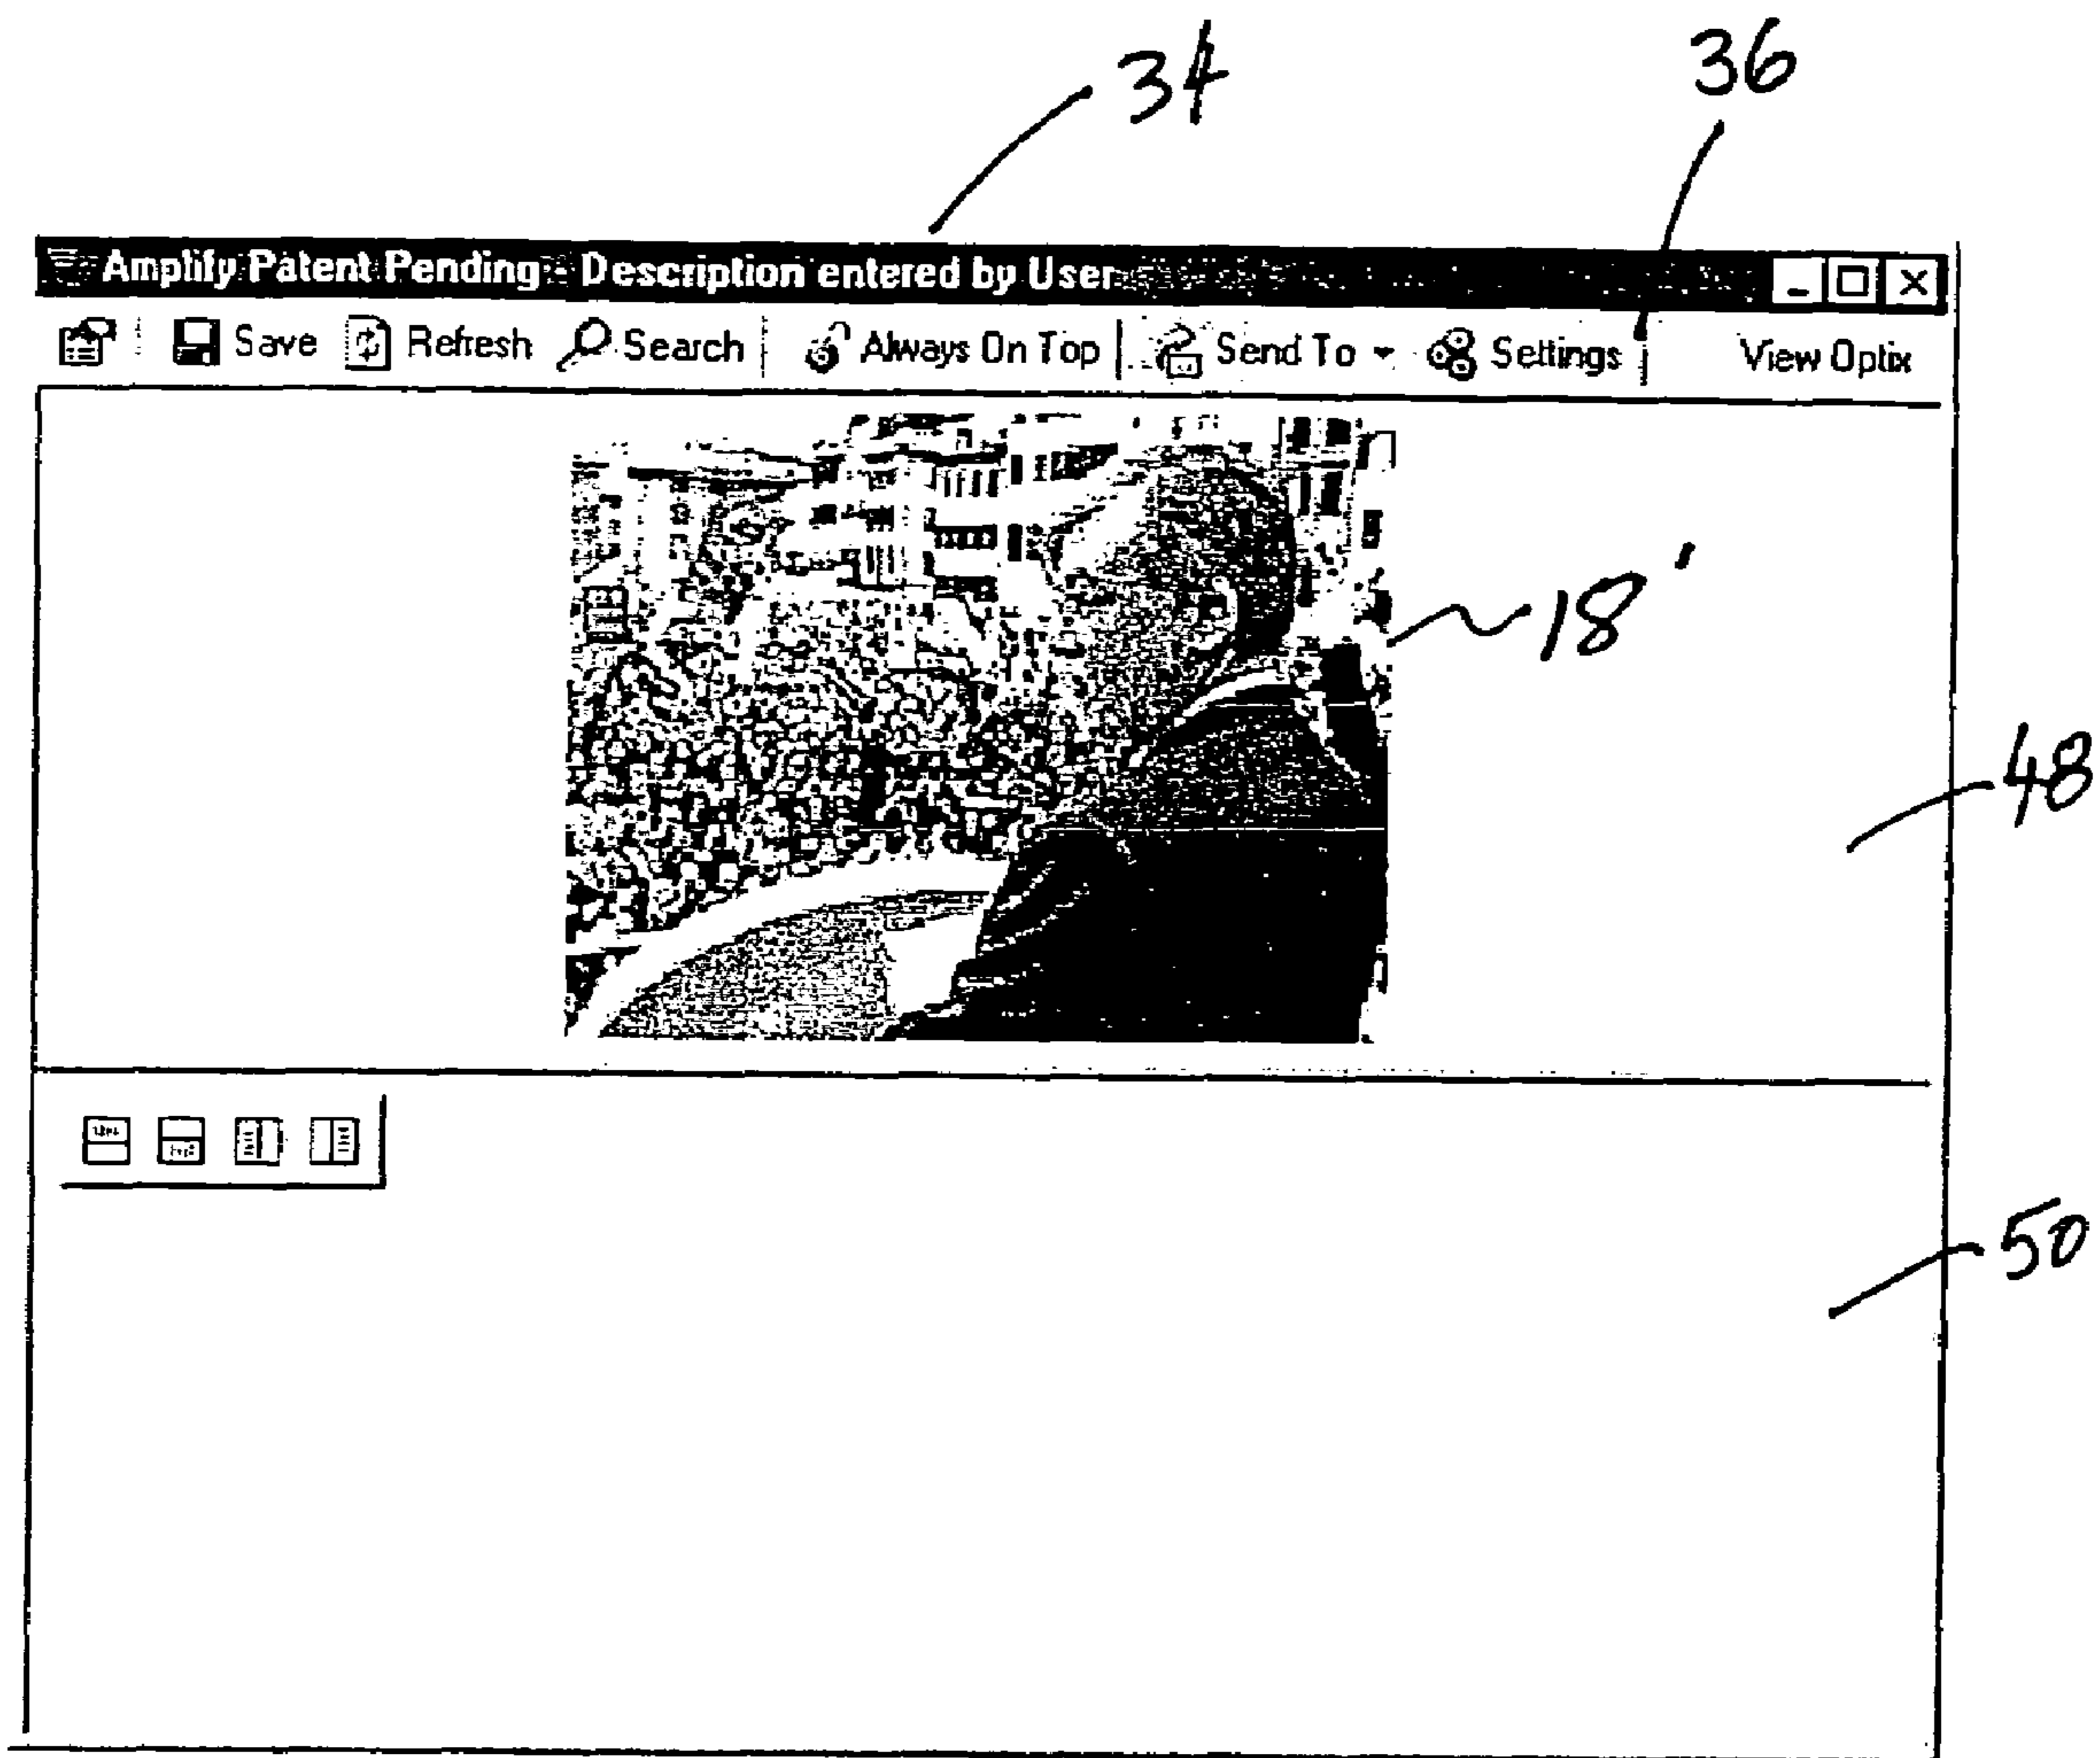 34
36
Amplify Patent Pending - Description entered by User
Save Refresh Search Always On Top Send To Settings View Optix
18'
48
50